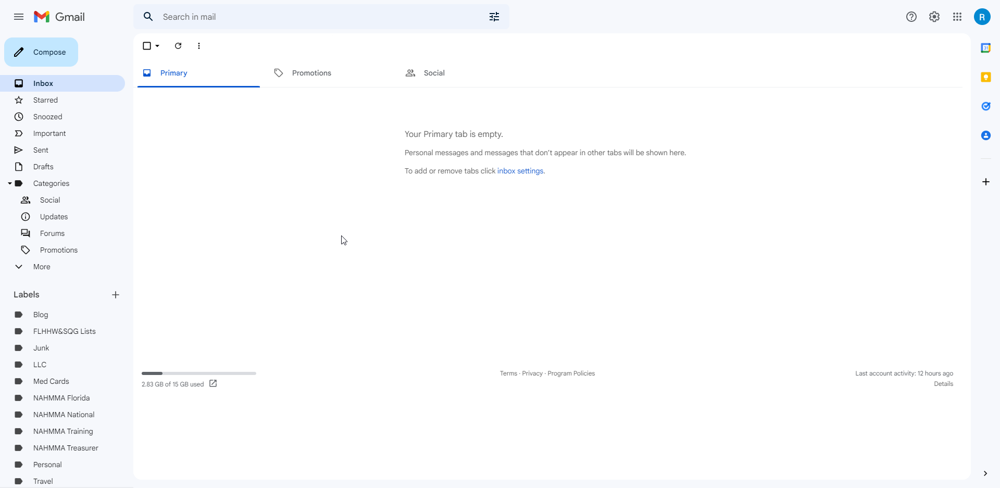 Gmail
Search in mail
R
Compose
Primary
Promotions
Social
Inbox
Starred
Snoozed
Important
Sent
Drafts
Categories
Social
Updates
Forums
Promotions
More
Labels
Blog
FLHHW&SQG Lists
Junk
LLC
Med Cards
NAHMMA Florida
NAHMMA National
NAHMMA Training
NAHMMA Treasurer
Personal
Travel
Your Primary tab is empty.
Personal messages and messages that don’t appear in other tabs will be shown here.
To add or remove tabs click inbox settings.
2.83 GB of 15 GB used
Terms · Privacy · Program Policies
Last account activity: 12 hours ago
Details
31